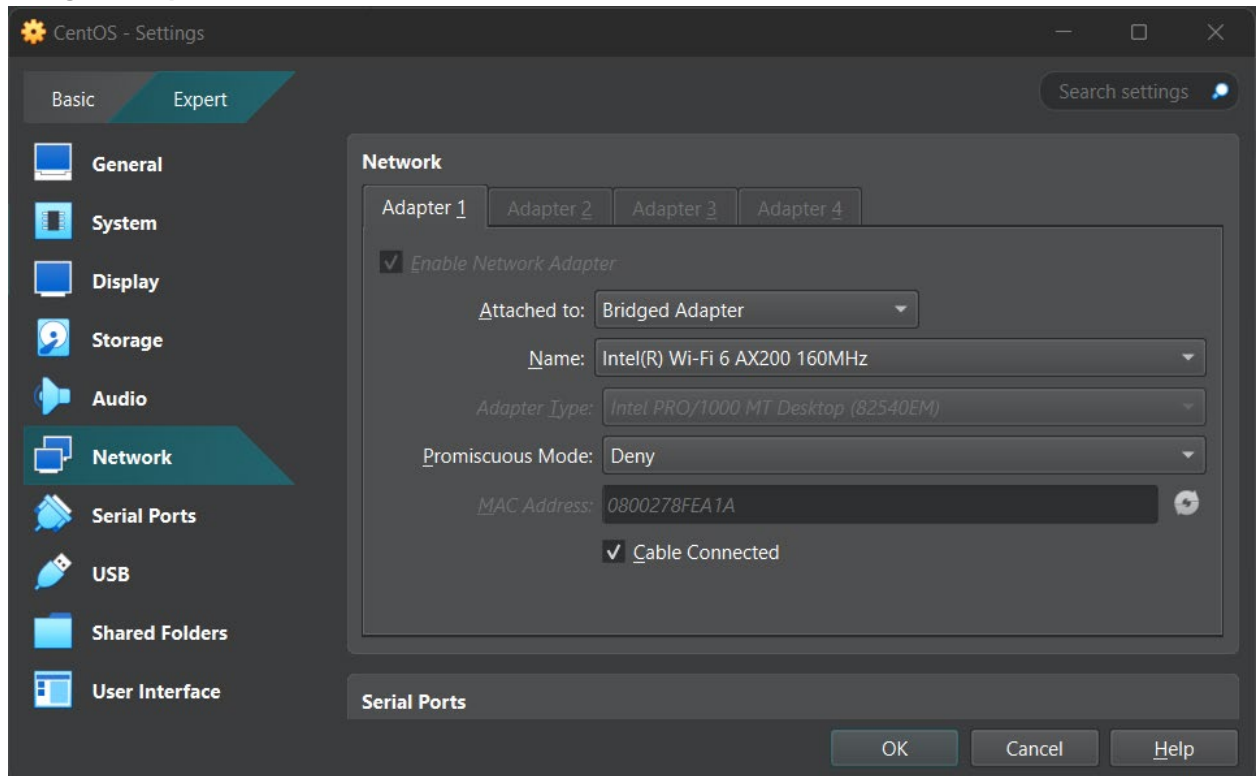 CentOS - Settings
Basic Expert Search settings
General
System
Display
Storage
Audio
Network
Serial Ports
USB
Shared Folders
User Interface
Network
Adapter 1 Adapter 2 Adapter 3 Adapter 4
Enable Network Adapter
Attached to: Bridged Adapter
Name: Intel(R) Wi-Fi 6 AX200 160MHz
Adapter Type: Intel PRO/1000 MT Desktop (82540EM)
Promiscuous Mode: Deny
MAC Address: 0800278FEA1A
Cable Connected
Serial Ports
OK Cancel Help